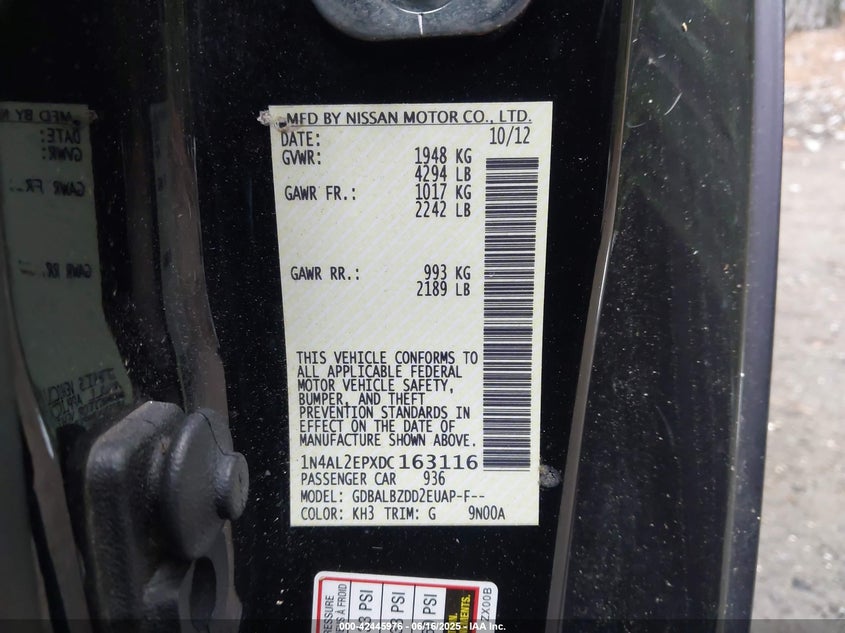 MFD BY NISSAN MOTOR CO., LTD.
DATE: 10/12
GVWR: 1948 KG
4294 LB
GAWR FR.: 1017 KG
2242 LB
GAWR RR.: 993 KG
2189 LB
THIS VEHICLE CONFORMS TO
ALL APPLICABLE FEDERAL
MOTOR VEHICLE SAFETY,
BUMPER, AND THEFT
PREVENTION STANDARDS IN
EFFECT ON THE DATE OF
MANUFACTURE SHOWN ABOVE.
1N4AL2EPXDC163116
PASSENGER CAR 936
MODEL: GDBALBZDD2EUAP-F--
COLOR: KH3 TRIM: G 9N00A
À FROID
PSI
PSI
PSI
ZX00B
© - 42445976 - 06/16/2025 - IAA Inc.